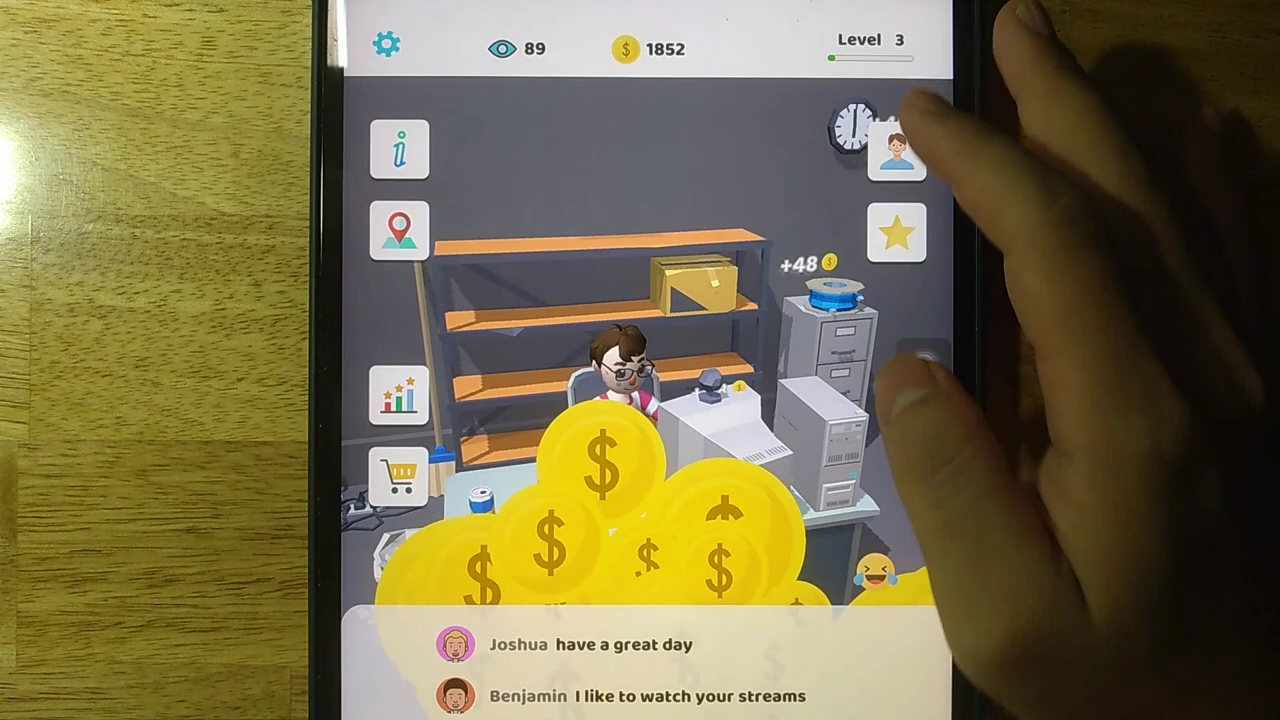 89
1852
Level 3
+48
Joshua have a great day
Benjamin I like to watch your streams